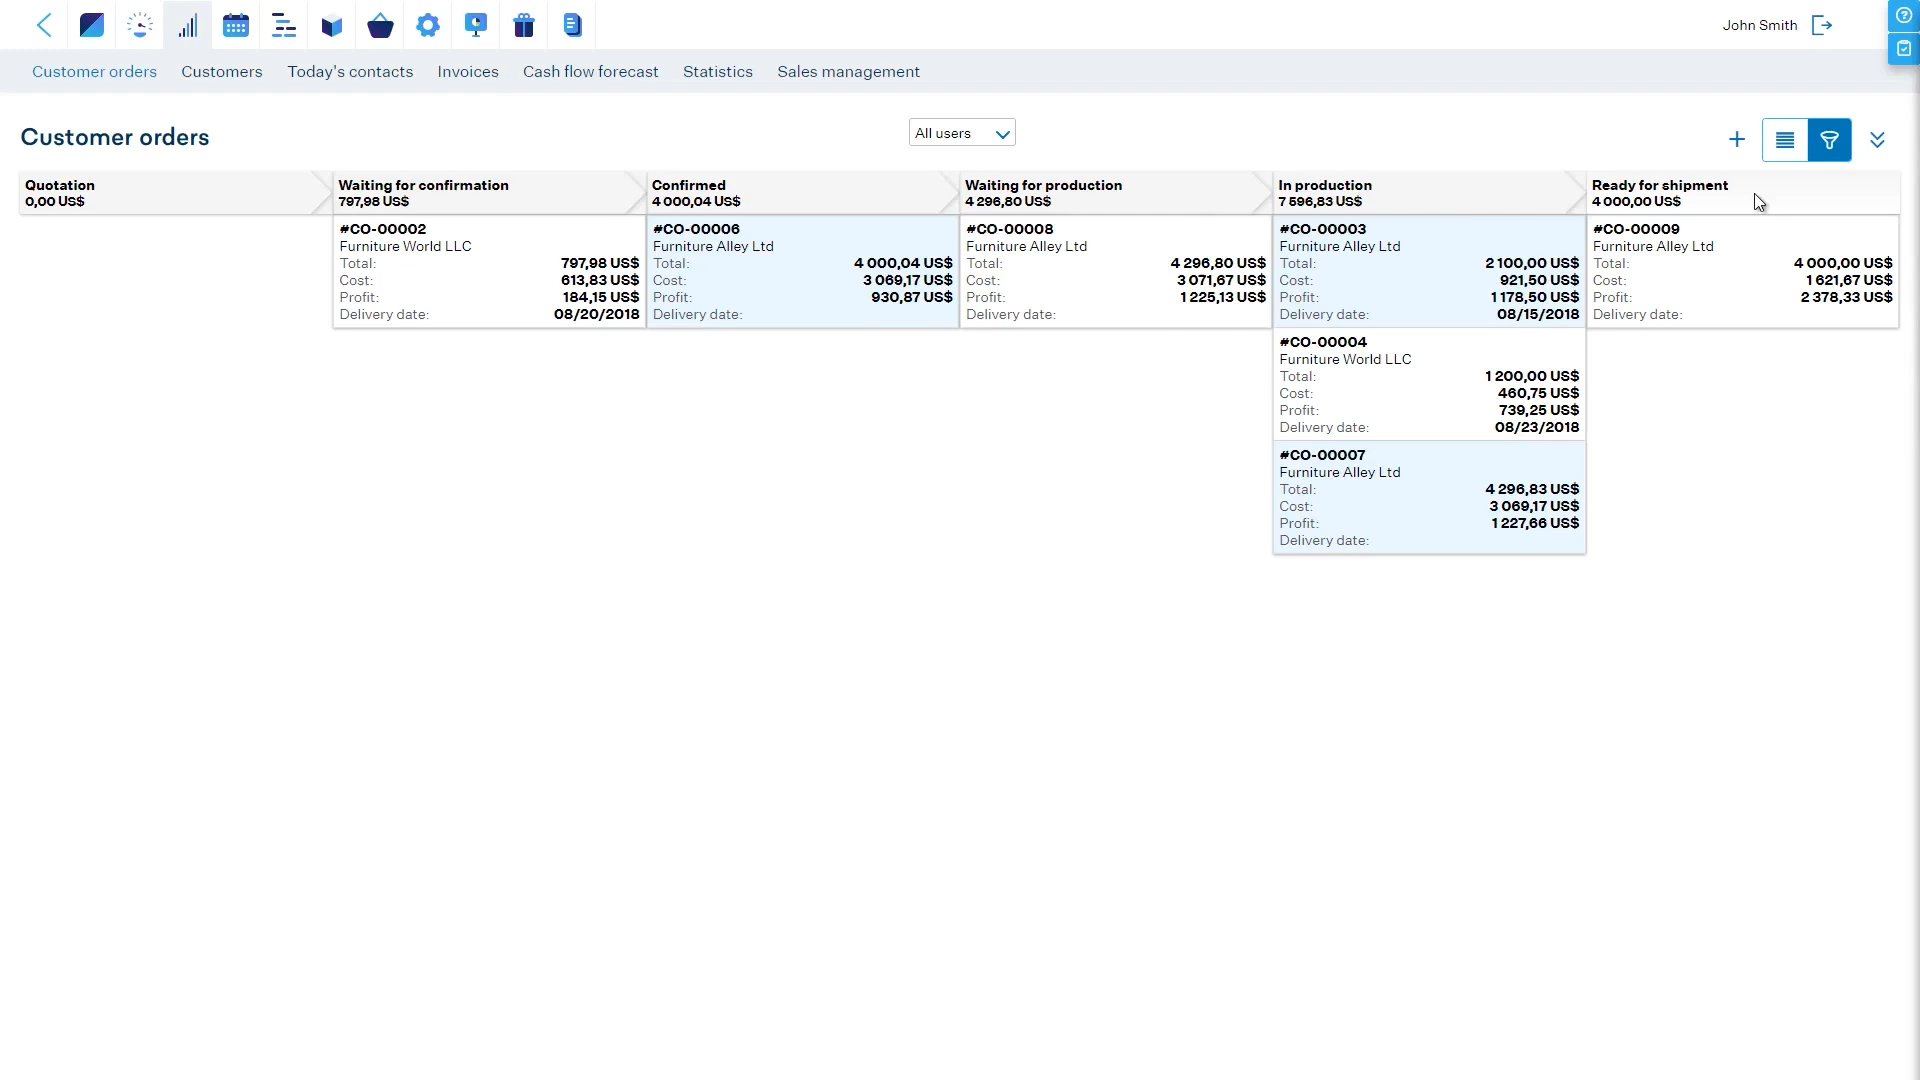 John Smith
Customer orders Customers Today's contacts Invoices Cash flow forecast Statistics Sales management
Customer orders
All users
Quotation
0,00 US$
Waiting for confirmation
797,98 US$
#CO-00002
Furniture World LLC
Total: 797,98 US$
Cost: 613,83 US$
Profit: 184,15 US$
Delivery date: 08/20/2018
Confirmed
4 000,04 US$
#CO-00006
Furniture Alley Ltd
Total: 4 000,04 US$
Cost: 3 069,17 US$
Profit: 930,87 US$
Delivery date:
Waiting for production
4 296,80 US$
#CO-00008
Furniture Alley Ltd
Total: 4 296,80 US$
Cost: 3 071,67 US$
Profit: 1 225,13 US$
Delivery date:
In production
7 596,83 US$
#CO-00003
Furniture Alley Ltd
Total: 2 100,00 US$
Cost: 921,50 US$
Profit: 1 178,50 US$
Delivery date: 08/15/2018
#CO-00004
Furniture World LLC
Total: 1 200,00 US$
Cost: 460,75 US$
Profit: 739,25 US$
Delivery date: 08/23/2018
#CO-00007
Furniture Alley Ltd
Total: 4 296,83 US$
Cost: 3 069,17 US$
Profit: 1 227,66 US$
Delivery date:
Ready for shipment
4 000,00 US$
#CO-00009
Furniture Alley Ltd
Total: 4 000,00 US$
Cost: 1 621,67 US$
Profit: 2 378,33 US$
Delivery date: